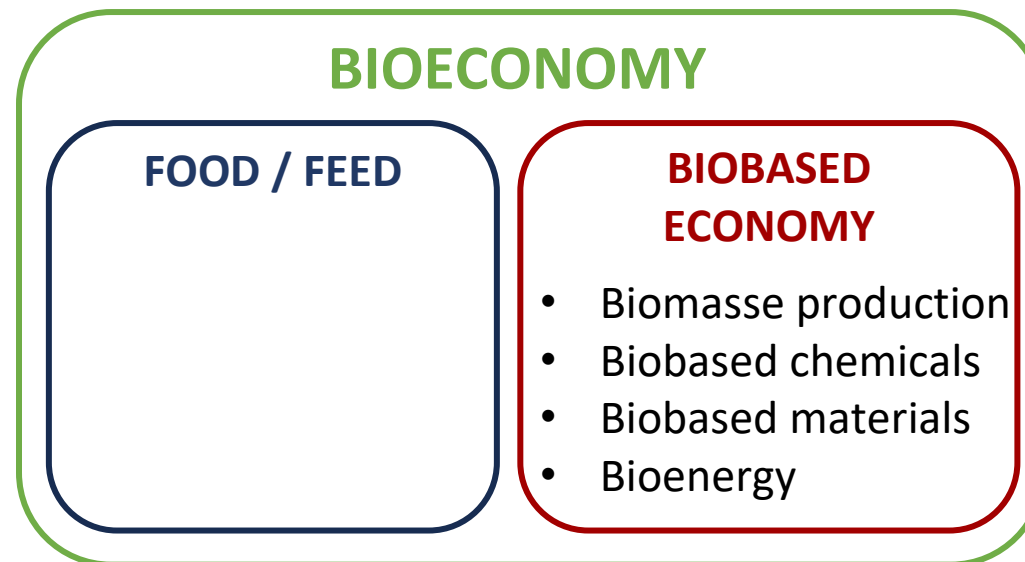 BIOECONOMY
FOOD / FEED
BIOBASED
ECONOMY
• Biomasse production
• Biobased chemicals
• Biobased materials
• Bioenergy